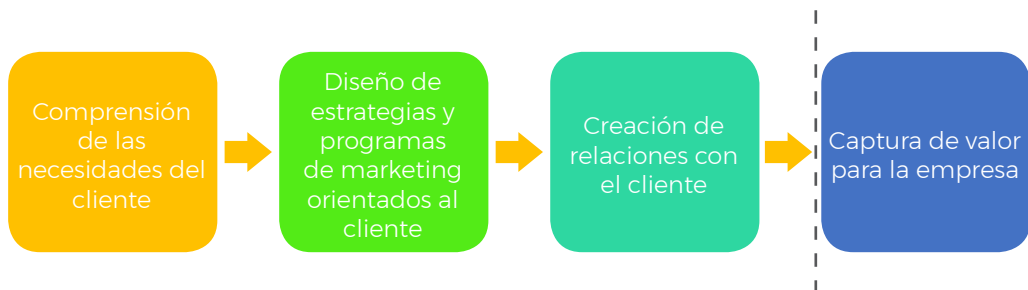 Comprensión
de las
necesidades del
cliente
Diseño de
estrategias y
programas
de marketing
orientados al
cliente
Creación de
relaciones con
el cliente
Captura de valor
para la empresa